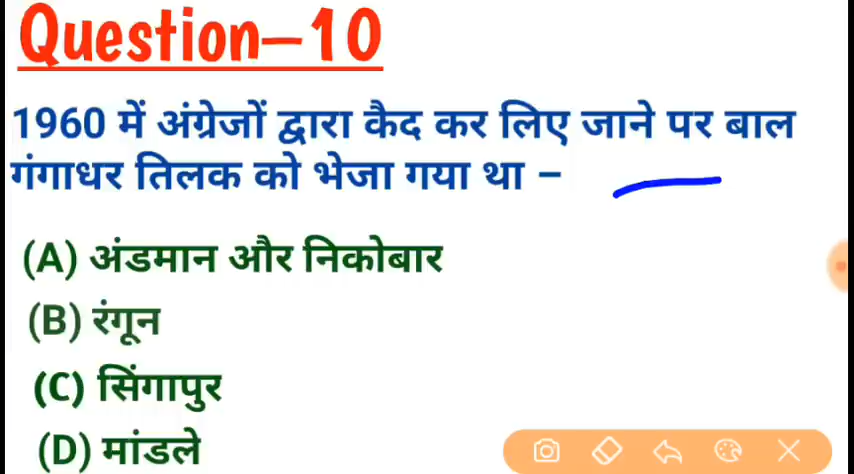 Question–10
1960 में अंग्रेजों द्वारा कैद कर लिए जाने पर बाल
गंगाधर तिलक को भेजा गया था –
(A) अंडमान और निकोबार
(B) रंगून
(C) सिंगापुर
(D) मांडले